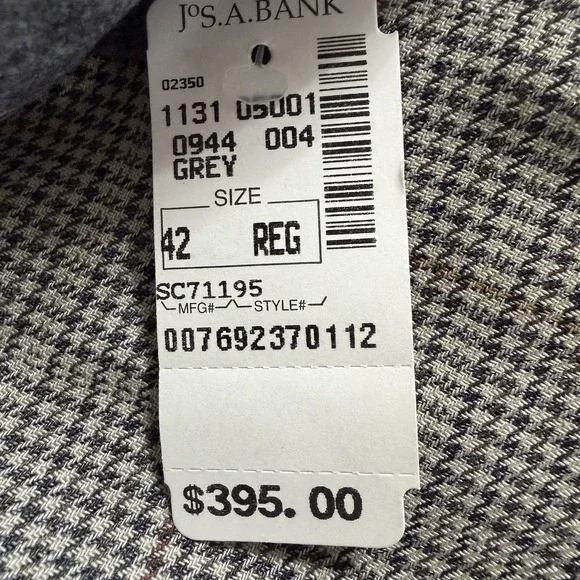 JoS.A.BANK
02350
1131 05001
0944 004
GREY
SIZE
42 REG
SC71195
MFG# STYLE#
007692370112
$395.00